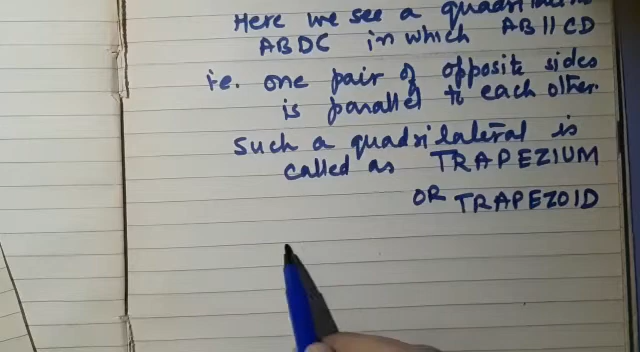 Here we see a quadrilateral
ABDC in which AB || CD
i.e. one pair of opposite sides
is parallel to each other.
Such a quadrilateral is
called as TRAPEZIUM
OR TRAPEZOID